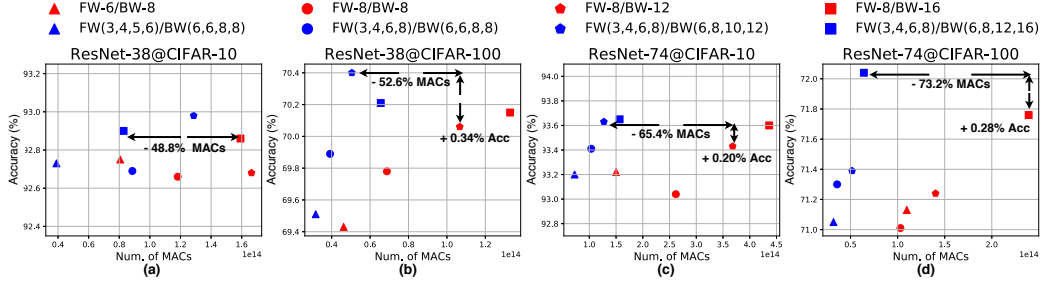 FW-6/BW-8 FW-8/BW-8 FW-8/BW-12 FW-8/BW-16
FW(3,4,5,6)/BW(6,6,8,8) FW(3,4,6,8)/BW(6,6,8,8) FW(3,4,6,8)/BW(6,8,10,12) FW(3,4,6,8)/BW(6,8,12,16)
ResNet-38@CIFAR-10
Accuracy (%)
93.2
93.0
92.8
92.6
92.4
- 48.8% MACs
0.4 0.6 0.8 1.0 1.2 1.4 1.6
Num. of MACs 1e14
(a)
ResNet-38@CIFAR-100
Accuracy (%)
70.4
70.2
70.0
69.8
69.6
69.4
- 52.6% MACs
+ 0.34% Acc
0.50 0.75 1.00 1.25
Num. of MACs 1e14
(b)
ResNet-74@CIFAR-10
Accuracy (%)
94.0
93.8
93.6
93.4
93.2
93.0
92.8
- 65.4% MACs
+ 0.20% Acc
1.0 1.5 2.0 2.5 3.0 3.5 4.0 4.5
Num. of MACs 1e14
(c)
ResNet-74@CIFAR-100
Accuracy (%)
72.0
71.8
71.6
71.4
71.2
71.0
- 73.2% MACs
+ 0.28% Acc
0.5 1.0 1.5 2.0
Num. of MACs 1e14
(d)